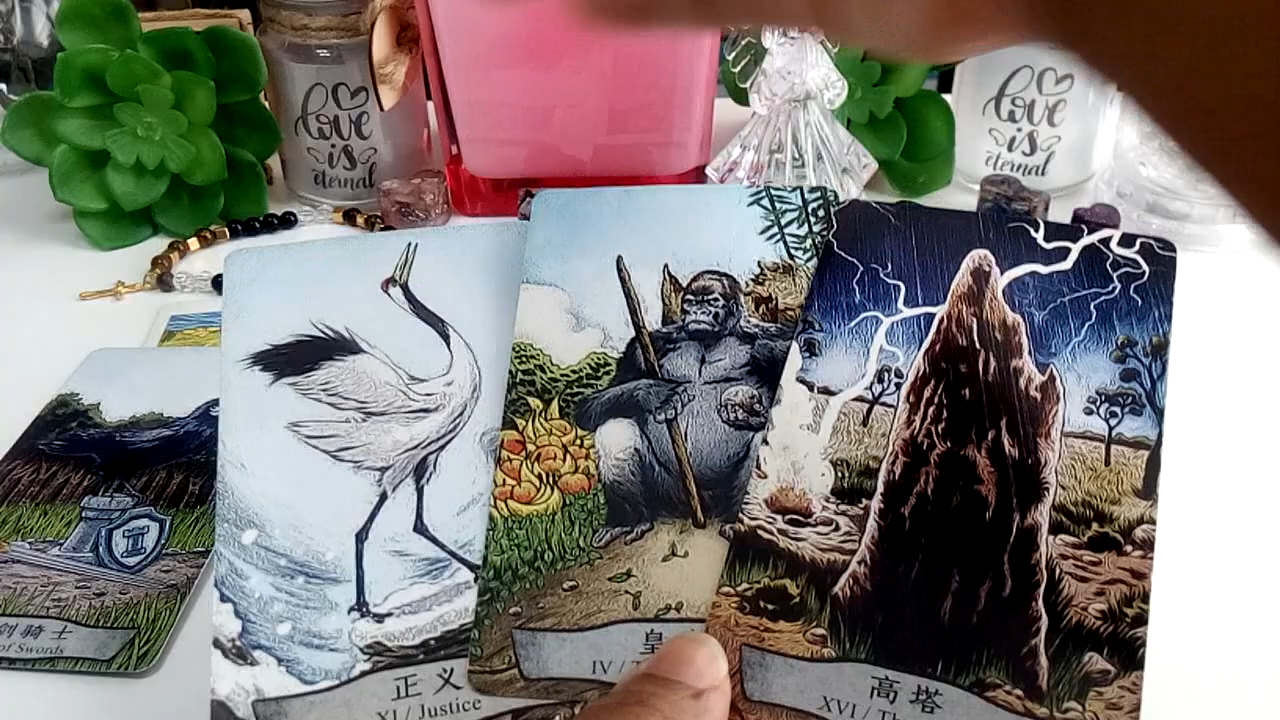 love
is
eternal
love
is
eternal
剑骑士
of Swords
正义
XI / Justice
皇
IV / T
高塔
XVI / Th